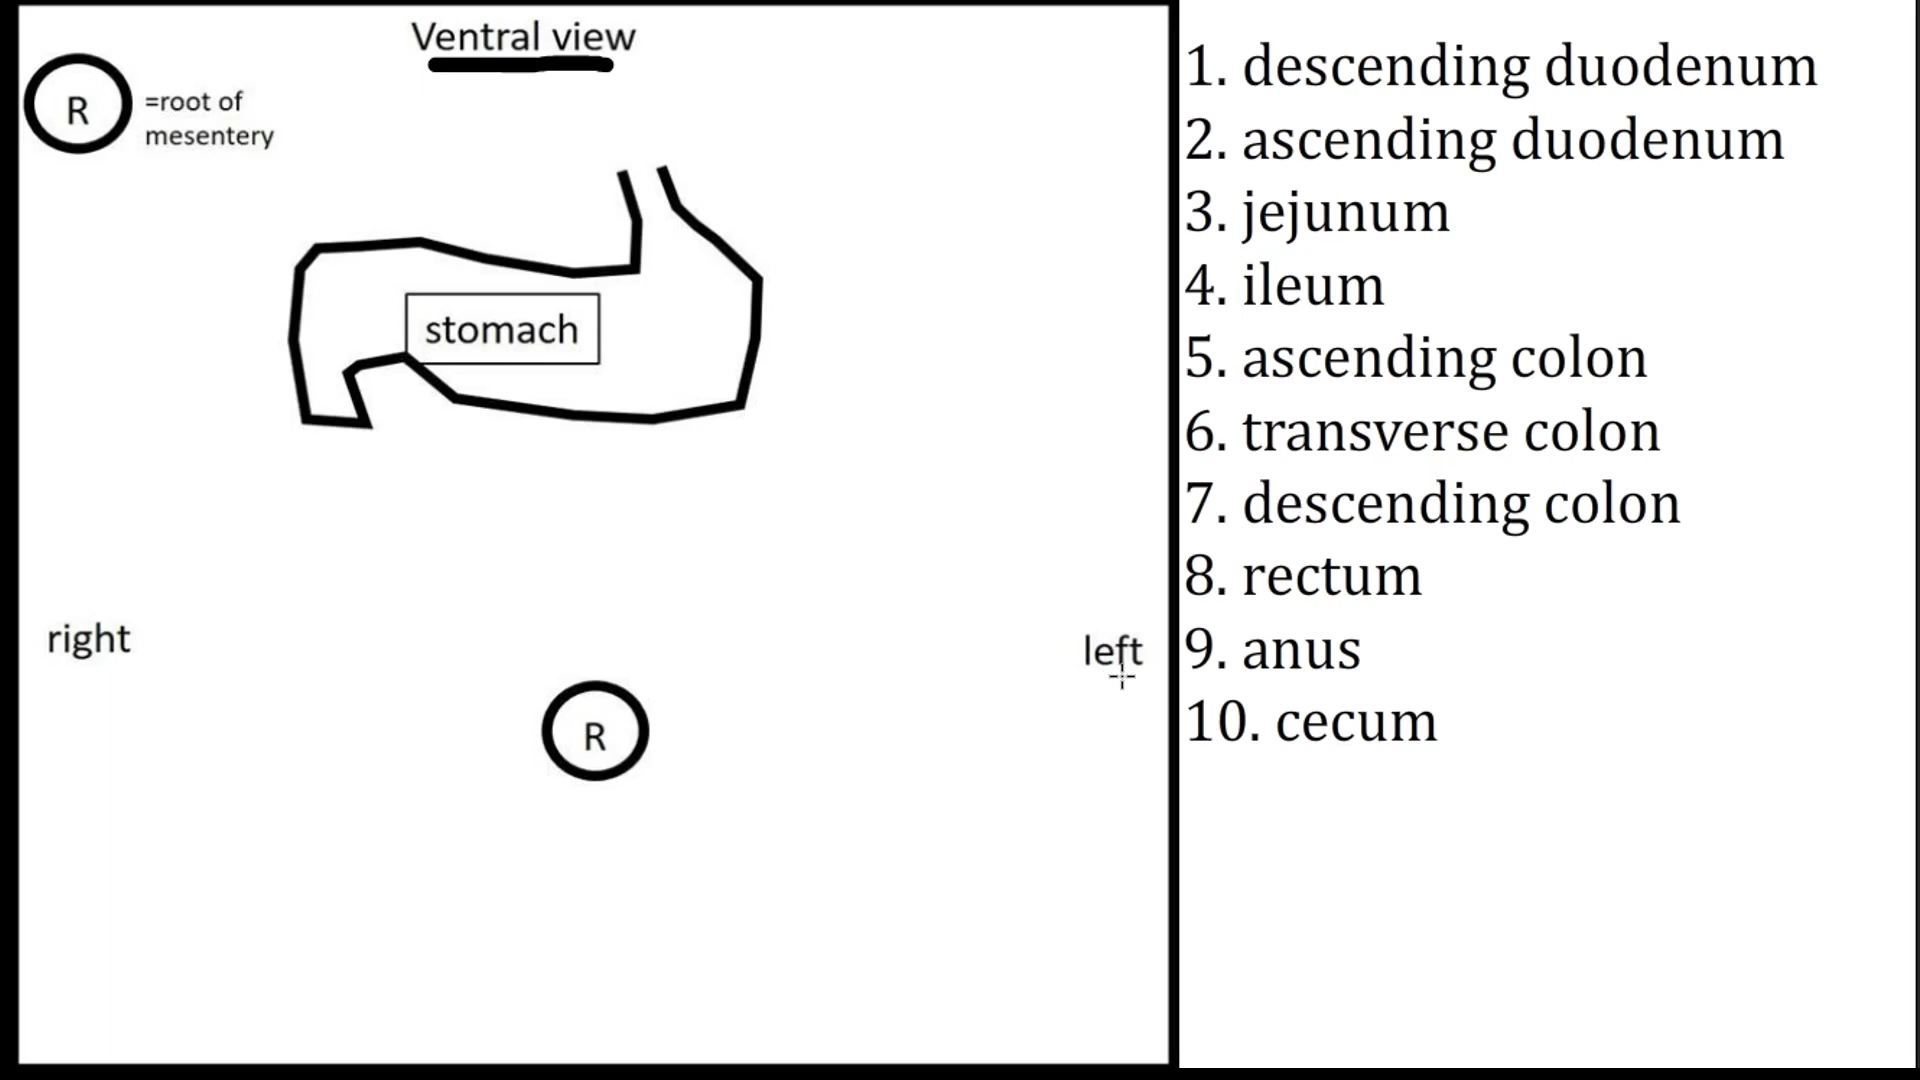 Ventral view
R
=root of
mesentery
stomach
right
left
R
1. descending duodenum
2. ascending duodenum
3. jejunum
4. ileum
5. ascending colon
6. transverse colon
7. descending colon
8. rectum
9. anus
10. cecum